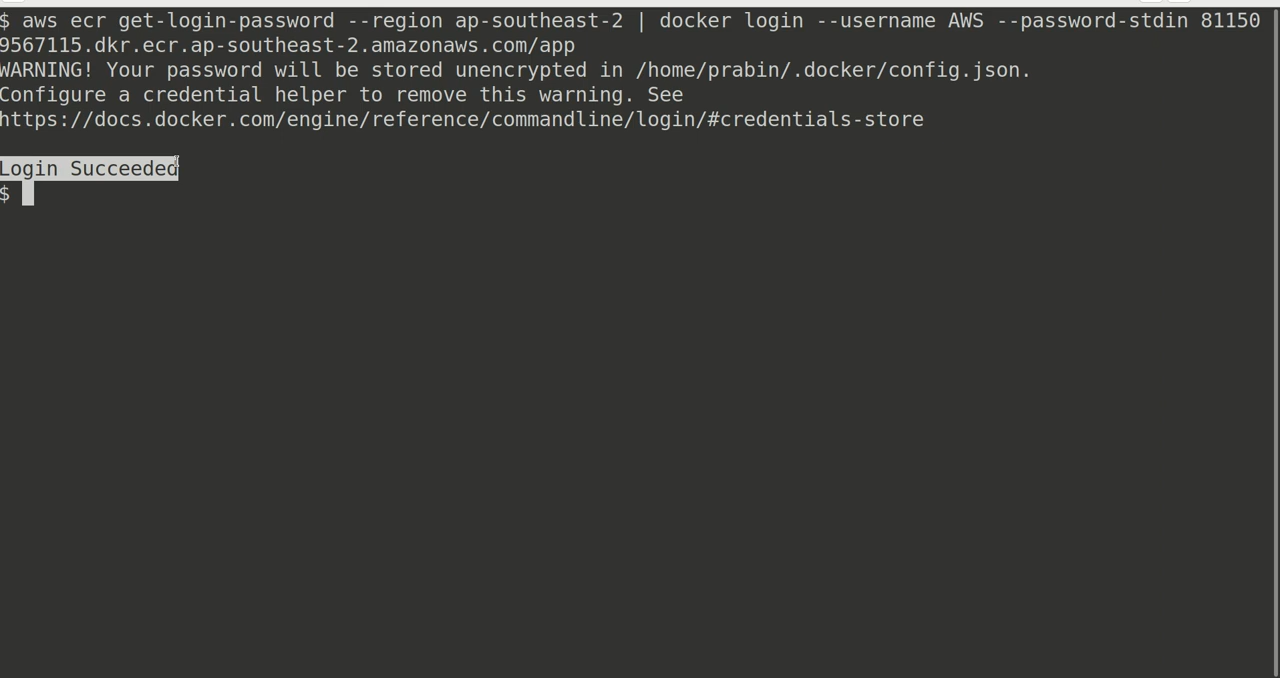 $ aws ecr get-login-password --region ap-southeast-2 | docker login --username AWS --password-stdin 81150
9567115.dkr.ecr.ap-southeast-2.amazonaws.com/app
WARNING! Your password will be stored unencrypted in /home/prabin/.docker/config.json.
Configure a credential helper to remove this warning. See
https://docs.docker.com/engine/reference/commandline/login/#credentials-store
Login Succeeded
$